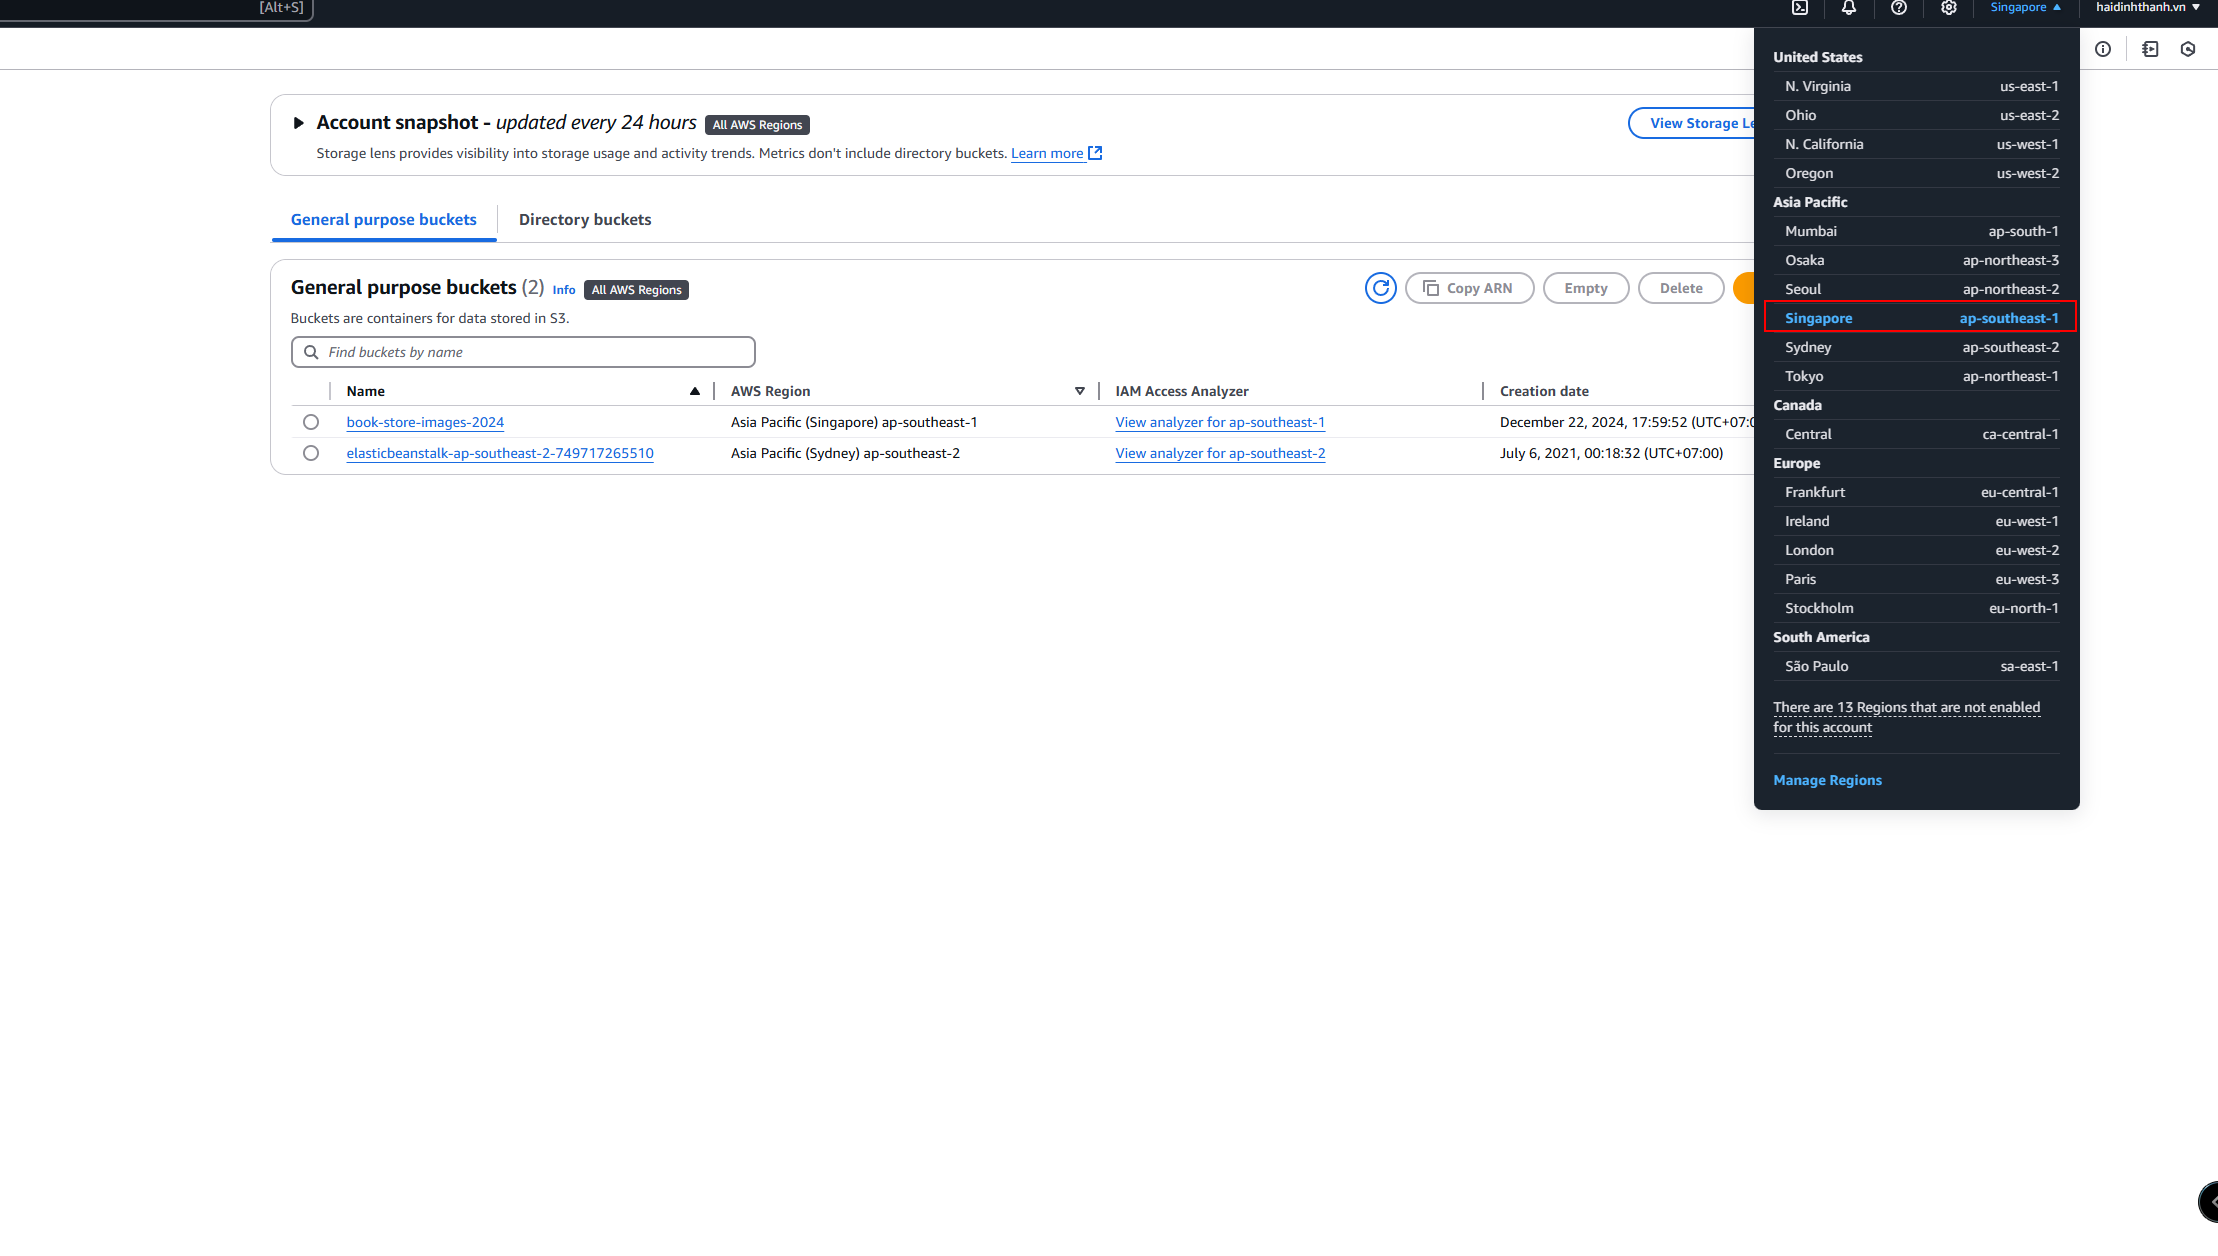 [Alt+S]
Singapore
haidinhthanh.vn
Account snapshot - updated every 24 hours All AWS Regions
View Storage Le
Storage lens provides visibility into storage usage and activity trends. Metrics don't include directory buckets. Learn more
General purpose buckets
Directory buckets
General purpose buckets (2) Info All AWS Regions
Copy ARN
Empty
Delete
Buckets are containers for data stored in S3.
Find buckets by name
Name AWS Region IAM Access Analyzer Creation date
book-store-images-2024 Asia Pacific (Singapore) ap-southeast-1 View analyzer for ap-southeast-1 December 22, 2024, 17:59:52 (UTC+07:0
elasticbeanstalk-ap-southeast-2-749717265510 Asia Pacific (Sydney) ap-southeast-2 View analyzer for ap-southeast-2 July 6, 2021, 00:18:32 (UTC+07:00)
United States
N. Virginia us-east-1
Ohio us-east-2
N. California us-west-1
Oregon us-west-2
Asia Pacific
Mumbai ap-south-1
Osaka ap-northeast-3
Seoul ap-northeast-2
Singapore ap-southeast-1
Sydney ap-southeast-2
Tokyo ap-northeast-1
Canada
Central ca-central-1
Europe
Frankfurt eu-central-1
Ireland eu-west-1
London eu-west-2
Paris eu-west-3
Stockholm eu-north-1
South America
São Paulo sa-east-1
There are 13 Regions that are not enabled
for this account
Manage Regions